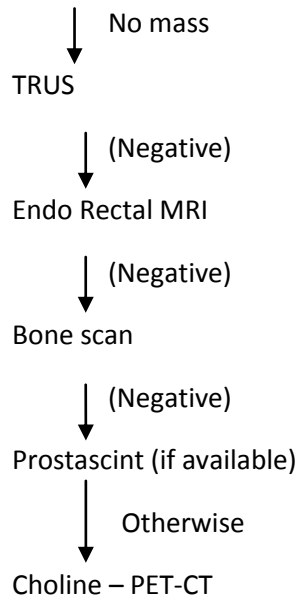 No mass
TRUS
(Negative)
Endo Rectal MRI
(Negative)
Bone scan
(Negative)
Prostascint (if available)
Otherwise
Choline – PET-CT